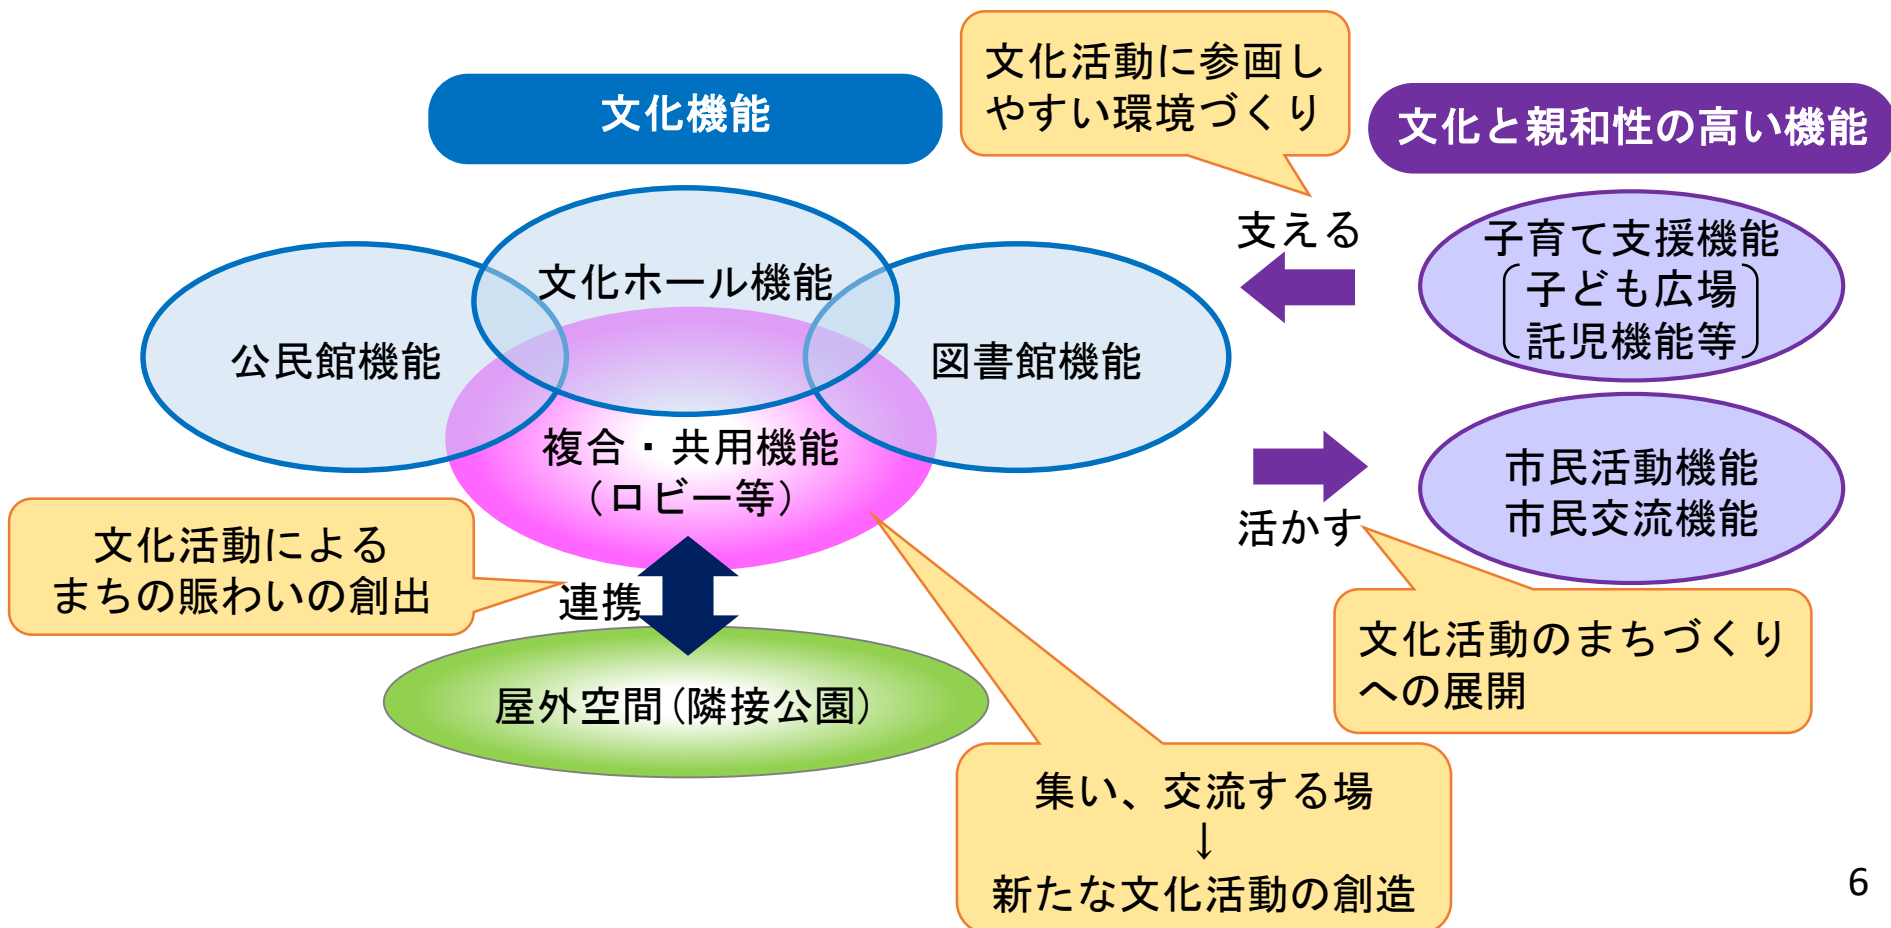 文化機能
文化活動に参画し
やすい環境づくり
文化と親和性の高い機能
支える
子育て支援機能
子ども広場
託児機能等
文化ホール機能
公民館機能
図書館機能
複合・共用機能
（ロビー等）
市民活動機能
市民交流機能
活かす
文化活動による
まちの賑わいの創出
連携
文化活動のまちづくり
への展開
屋外空間(隣接公園)
集い、交流する場
↓
新たな文化活動の創造
6